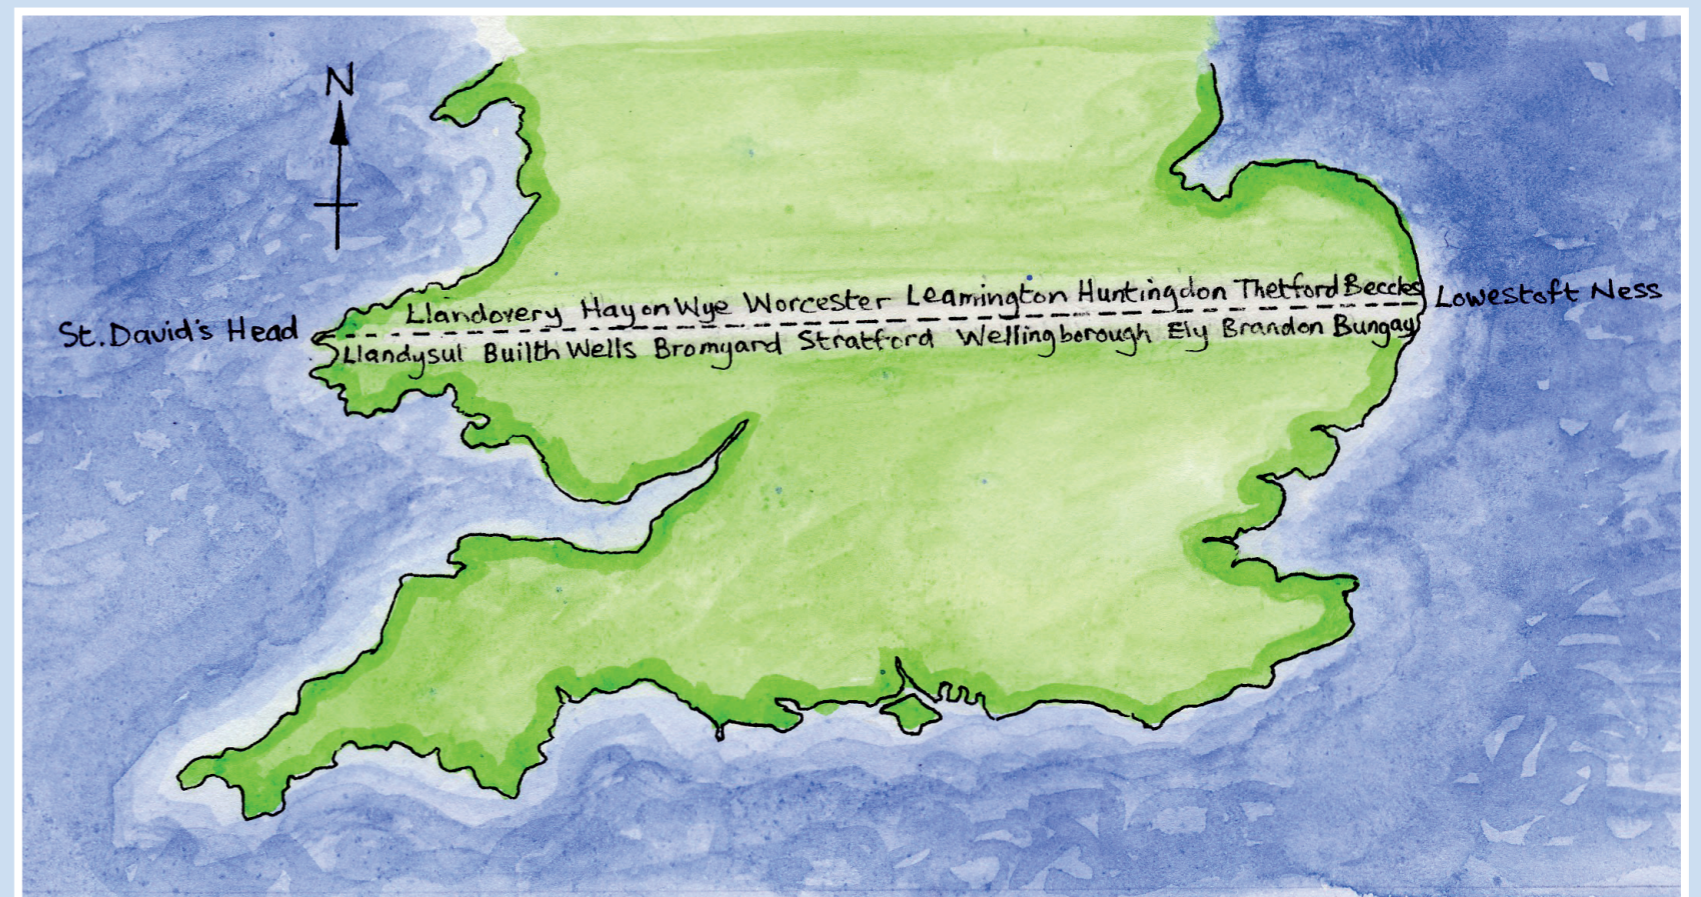 N
Llandovery Hay on Wye Worcester Leamington Huntingdon Thetford Beccles
St. David's Head
Lowestoft Ness
Llandysul Builth Wells Bromyard Stratford Wellingborough Ely Brandon Bungay